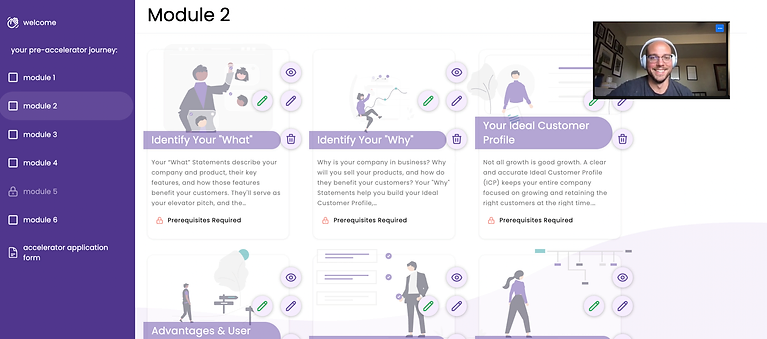 welcome
your pre-accelerator journey:
module 1
module 2
module 3
module 4
module 5
module 6
accelerator application
form
Module 2
Identify Your "What"
Your "What" Statements describe your
company and product, their key
features, and how those features
benefit your customers. They'll serve as
your elevator pitch, and the...
Prerequisites Required
Identify Your "Why"
Why is your company in business? Why
will you sell your products, and how do
they benefit your customers? Your "Why"
Statements help you build your Ideal
Customer Profile,...
Prerequisites Required
Your Ideal Customer
Profile
Not all growth is good growth. A clear
and accurate Ideal Customer Profile
(ICP) keeps your entire company
focused on growing and retaining the
right customers at the right time....
Prerequisites Required
Advantages & User